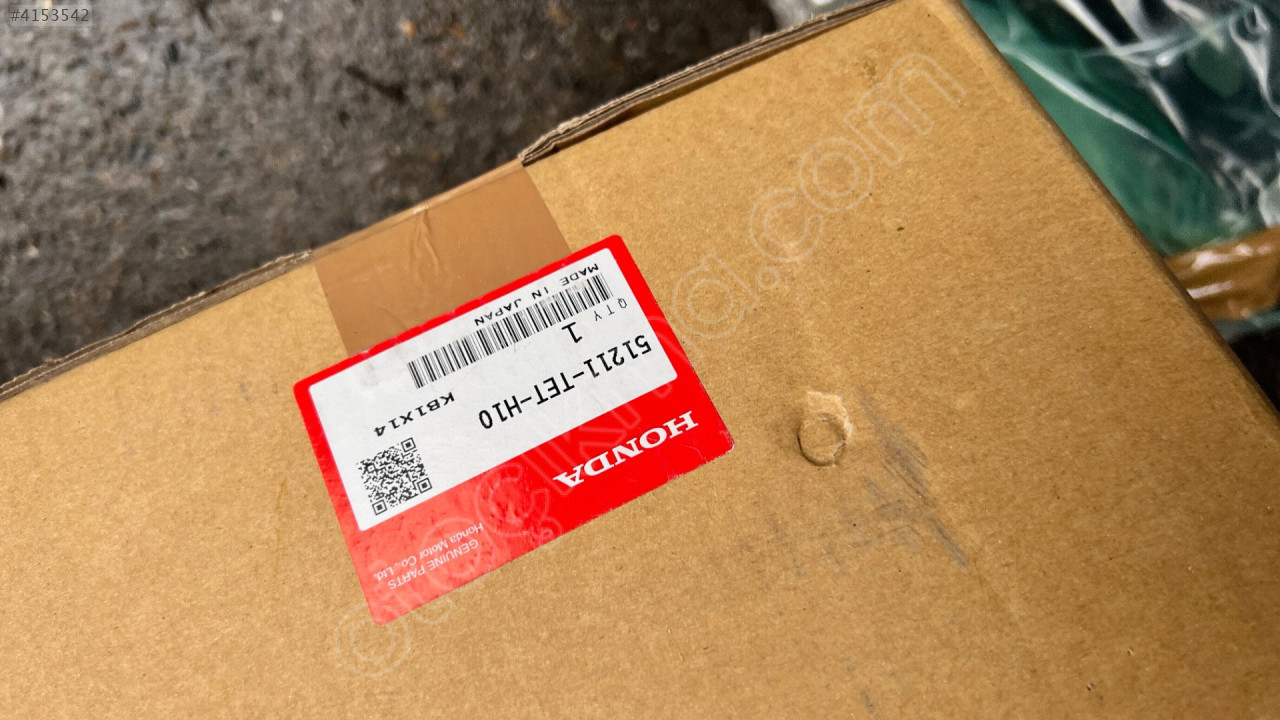 #4153542
HONDA
51211-TET-H10
QTY 1
KB1X14
MADE IN JAPAN
GENUINE PARTS
Honda Motor Co., Ltd.